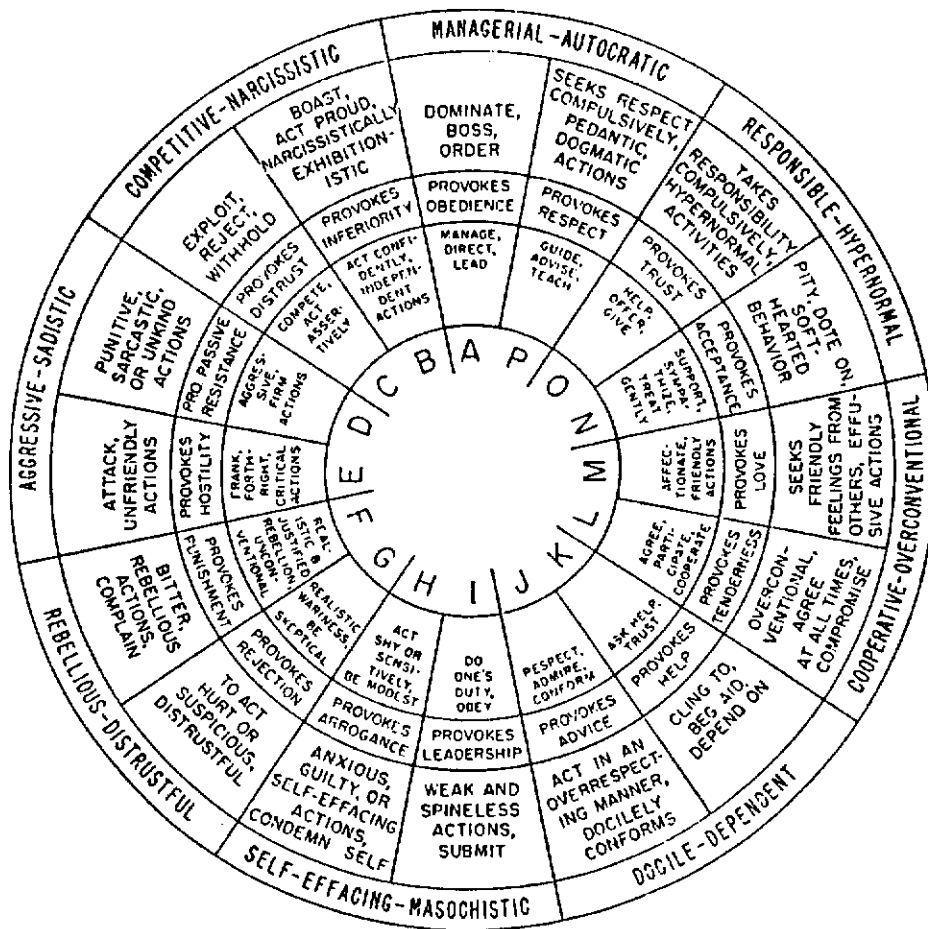 MANAGERIAL-AUTOCRATIC
RESPONSIBLE-HYPERNORMAL
COOPERATIVE-OVERCONVENTIONAL
DOCILE-DEPENDENT
SELF-EFFACING-MASOCHISTIC
REBELLIOUS-DISTRUSTFUL
AGGRESSIVE-SADISTIC
COMPETITIVE-NARCISSISTIC
DOMINATE,
BOSS,
ORDER
PROVOKES
OBEDIENCE
MANAGE,
DIRECT,
LEAD
A
SEEKS RESPECT
COMPULSIVELY,
PEDANTIC,
DOGMATIC
ACTIONS
PROVOKES
RESPECT
GUIDE,
ADVISE,
TEACH
P
TAKES
RESPONSIBILITY
COMPULSIVELY,
HYPERNORMAL
ACTIVITIES
PROVOKES
TRUST
HELP,
OFFER,
GIVE
O
PITY, DOTE ON,
SOFT-
HEARTED
BEHAVIOR
PROVOKES
ACCEPTANCE
SUPPORT,
SYMPA-
THIZE,
TREAT
GENTLY
N
SEEKS
FRIENDLY
FEELINGS FROM
OTHERS, EFFU-
SIVE ACTIONS
PROVOKES
LOVE
AFFEC-
TIONATE,
FRIENDLY
ACTIONS
M
OVERCON-
VENTIONAL,
AGREE
AT ALL TIMES,
COMPROMISE
PROVOKES
TENDERNESS
AGREE,
PARTI-
CIPATE,
COOPERATE
L
CLING TO,
BEG AID,
DEPEND ON
PROVOKES
HELP
ASK HELP,
TRUST
K
ACT IN AN
OVERRESPECT-
ING MANNER,
DOCILELY
CONFORMS
PROVOKES
ADVICE
RESPECT,
ADMIRE,
CONFORM
J
WEAK AND
SPINELESS
ACTIONS,
SUBMIT
PROVOKES
LEADERSHIP
DO
ONE'S
DUTY,
OBEY
I
ANXIOUS,
GUILTY, OR
SELF-EFFACING
ACTIONS,
CONDEMN SELF
PROVOKES
ARROGANCE
ACT
SHY OR
SENSI-
TIVELY,
BE MODEST
H
TO ACT
HURT OR
SUSPICIOUS,
DISTRUSTFUL
PROVOKES
REJECTION
REALISTIC
WARINESS,
BE
SKEPTICAL
G
BITTER,
REBELLIOUS
ACTIONS,
COMPLAIN
PROVOKES
PUNISHMENT
REAL-
ISTIC &
JUSTIFIED
REBELLION,
UNCON-
VENTIONAL
F
ATTACK,
UNFRIENDLY
ACTIONS
PROVOKES
HOSTILITY
FRANK,
FORTH-
RIGHT,
CRITICAL
ACTIONS
E
PUNITIVE,
SARCASTIC,
OR UNKIND
ACTIONS
PRO PASSIVE
RESISTANCE
AGGRES-
SIVE,
FIRM
ACTIONS
D
EXPLOIT,
REJECT,
WITHHOLD
PROVOKES
DISTRUST
COMPETE,
ACT
ASSER-
TIVELY
C
BOAST,
ACT PROUD,
NARCISSISTICALLY
EXHIBITION-
ISTIC
PROVOKES
INFERIORITY
ACT CONFI-
DENTLY,
INDEPEN-
DENT
ACTIONS
B